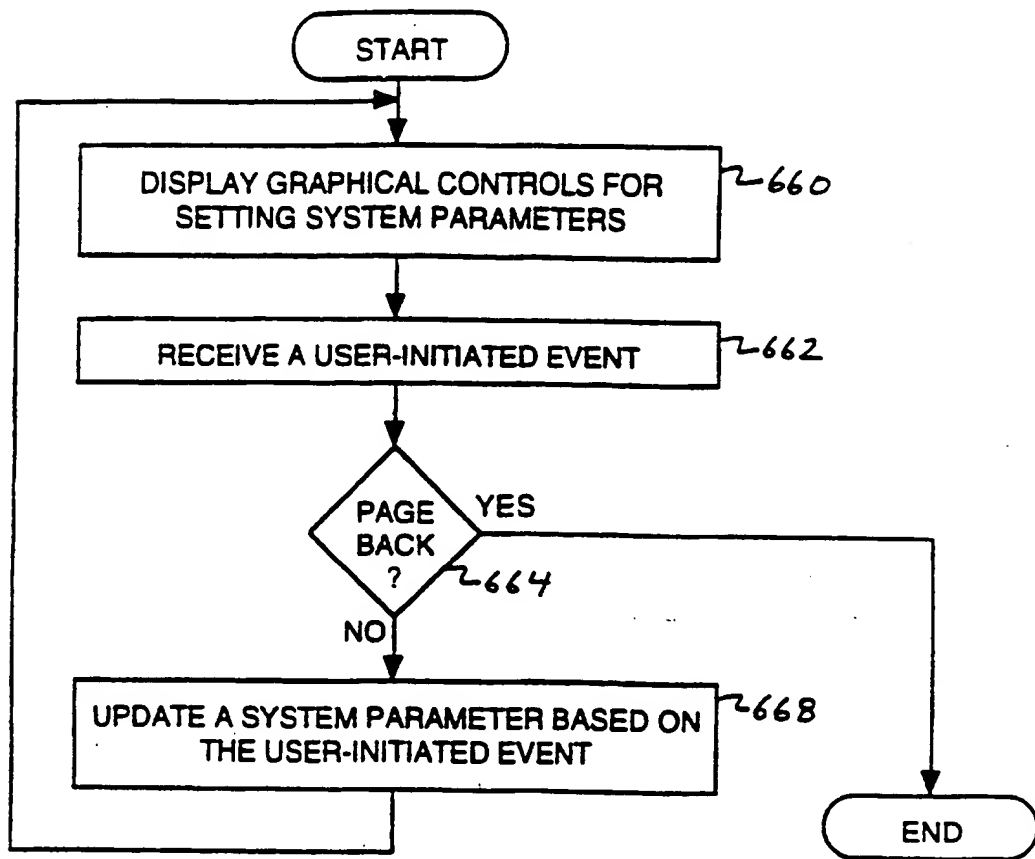 START
DISPLAY GRAPHICAL CONTROLS FOR
SETTING SYSTEM PARAMETERS
660
RECEIVE A USER-INITIATED EVENT
662
PAGE
BACK
?
YES
664
NO
UPDATE A SYSTEM PARAMETER BASED ON
THE USER-INITIATED EVENT
668
END